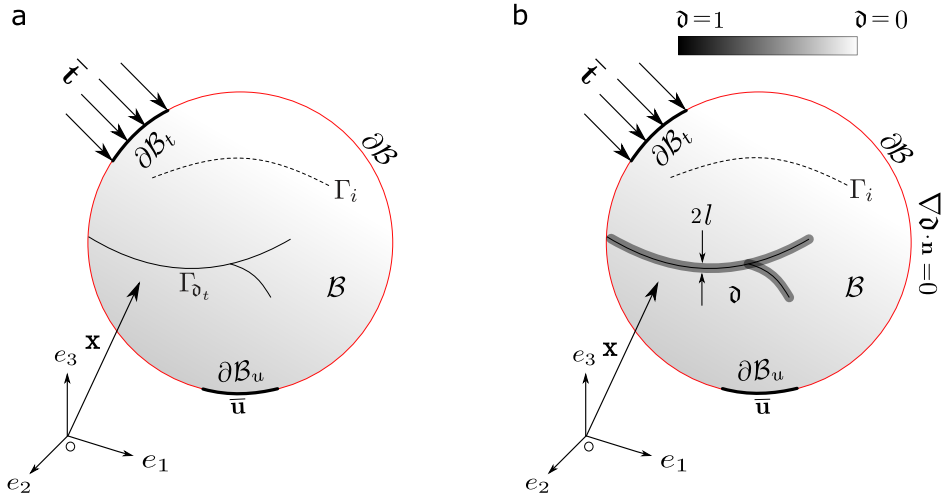 a
t̄
∂ℬₜ
∂ℬ
Γᵢ
Γ𝔡ₜ
ℬ
x
e₃
∂ℬᵤ
u̅
O
e₁
e₂
b
𝔡=1 𝔡=0
t̄
∂ℬₜ
∂ℬ
Γᵢ
2l
∇𝔡·n=0
𝔡
ℬ
x
e₃
∂ℬᵤ
u̅
O
e₁
e₂